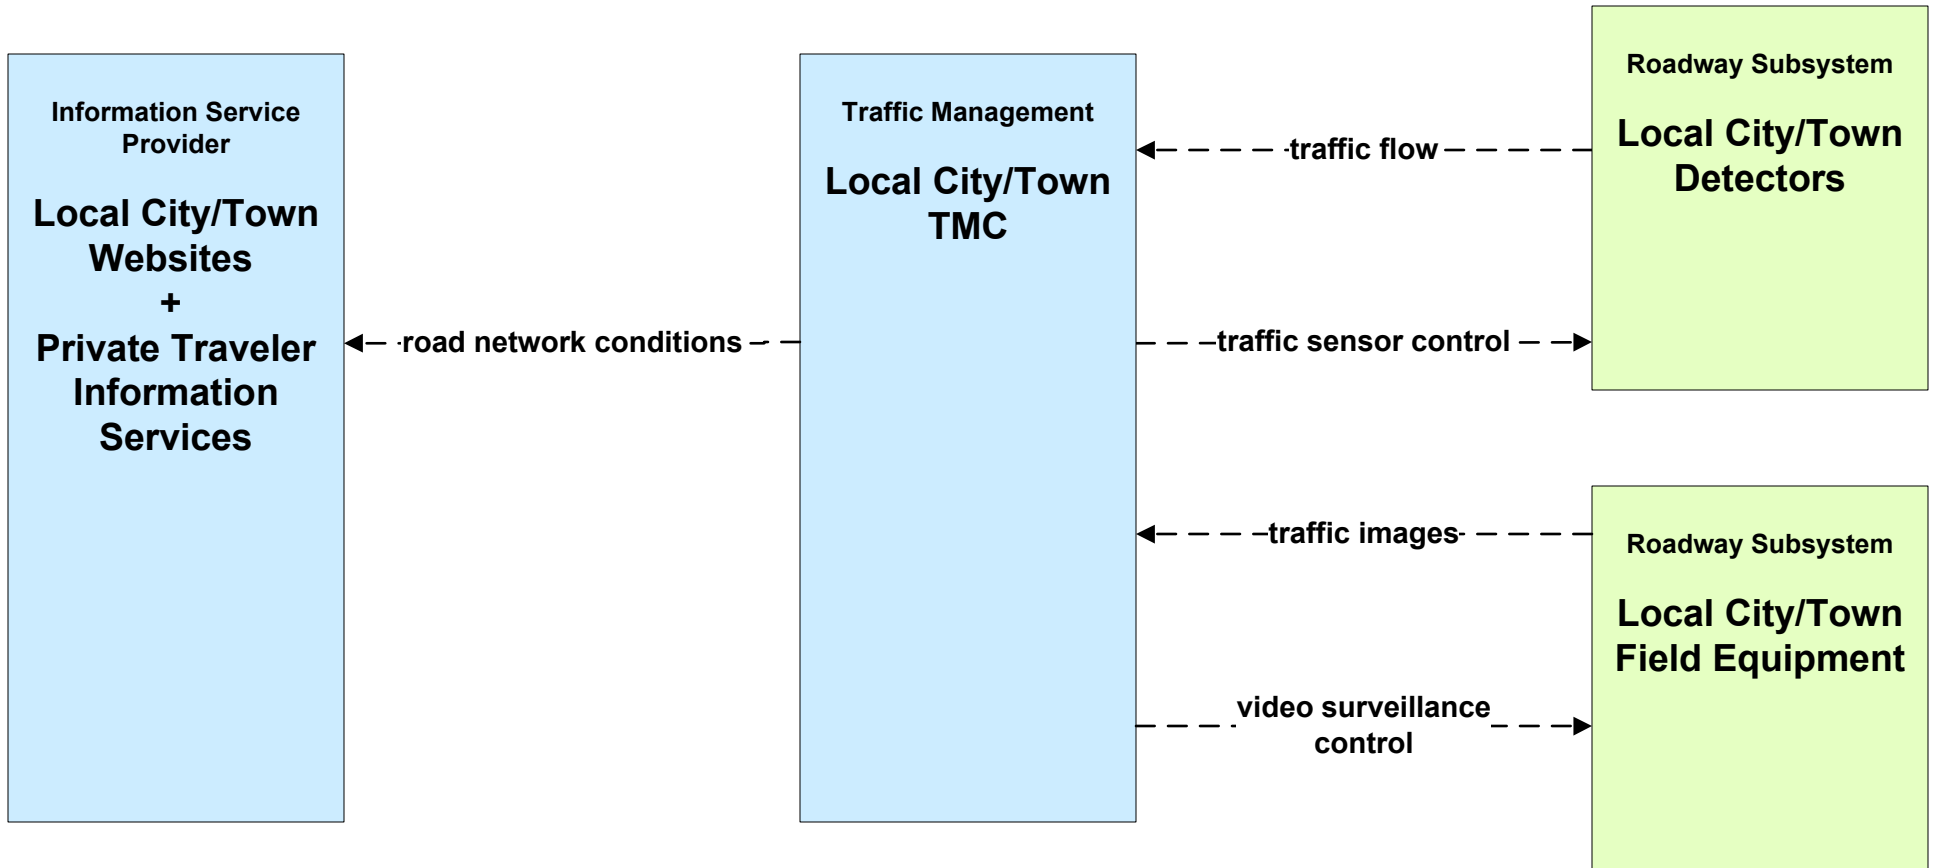 Information Service
Provider
Local City/Town
Websites
+
Private Traveler
Information
Services
road network conditions
Traffic Management
Local City/Town
TMC
traffic flow
traffic sensor control
traffic images
video surveillance
control
Roadway Subsystem
Local City/Town
Detectors
Roadway Subsystem
Local City/Town
Field Equipment